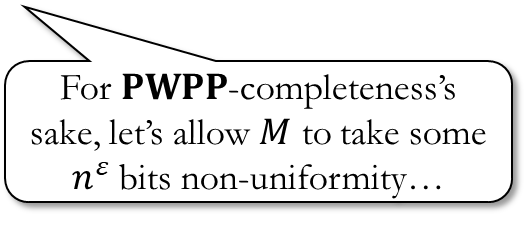 For PWPP-completeness’s
sake, let’s allow 𝑀 to take some
𝑛^𝜀 bits non-uniformity…